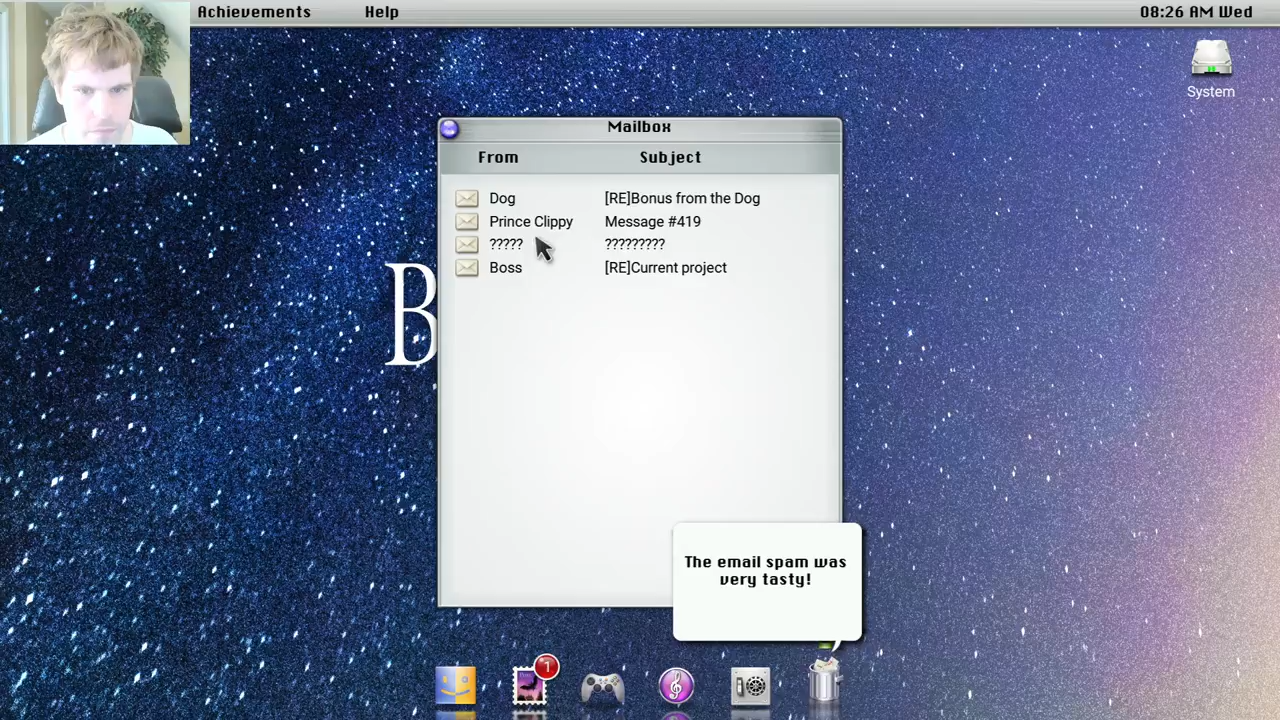 Achievements Help 08:26 AM Wed
System
Mailbox
From Subject
Dog [RE]Bonus from the Dog
Prince Clippy Message #419
????? ?????????
Boss [RE]Current project
B
The email spam was
very tasty!
1